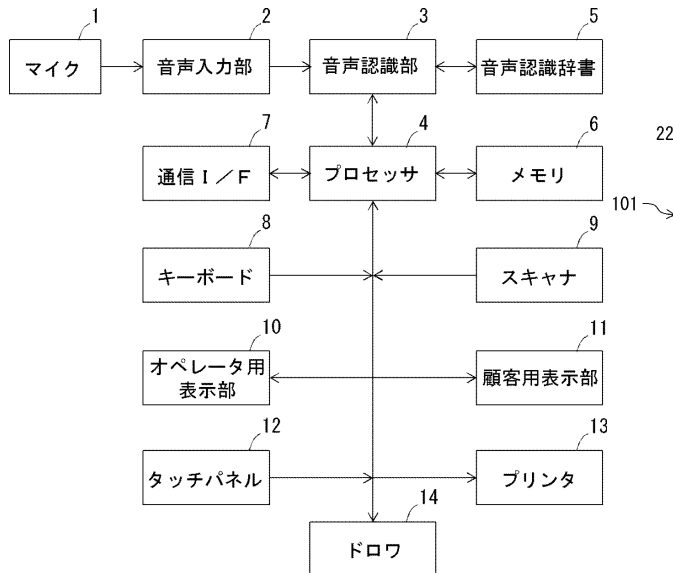 1
2
3
5
マイク
音声入力部
音声認識部
音声認識辞書
7
4
6
22
通信Ｉ／Ｆ
プロセッサ
メモリ
101
8
9
キーボード
スキャナ
10
11
オペレータ用
表示部
顧客用表示部
12
13
タッチパネル
プリンタ
14
ドロワ